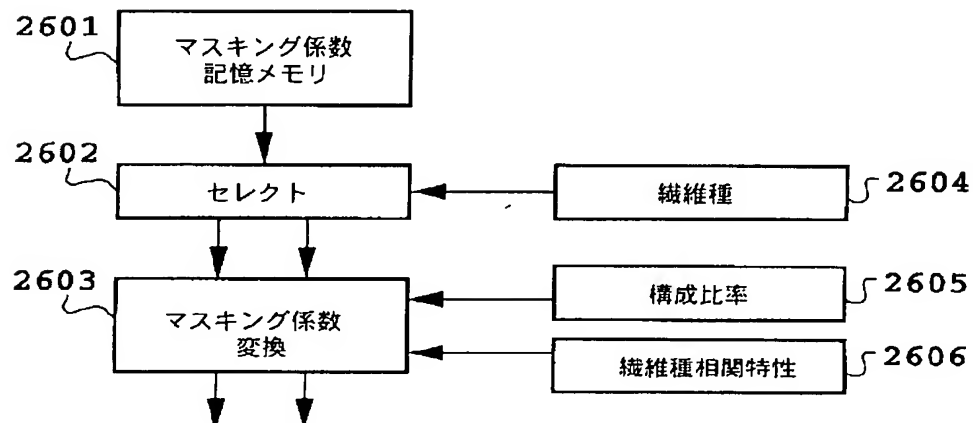 2601
マスキング係数
記憶メモリ
2602
セレクト
繊維種
2604
2603
マスキング係数
変換
構成比率
2605
繊維種相関特性
2606